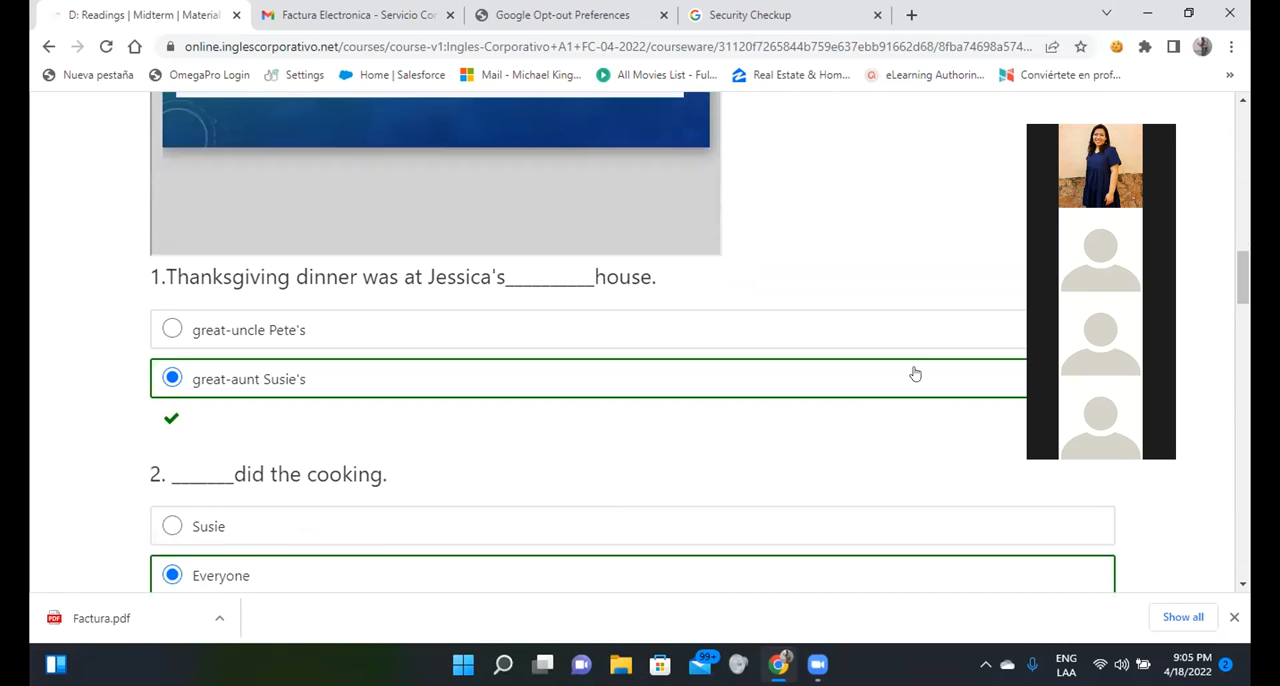 D: Readings | Midterm | Material
Factura Electronica - Servicio Cor
Google Opt-out Preferences
Security Checkup
online.inglescorporativo.net/courses/course-v1:Ingles-Corporativo+A1+FC-04-2022/courseware/31120f7265844b759e637ebb91662d68/8fba74698a574...
Nueva pestaña
OmegaPro Login
Settings
Home | Salesforce
Mail - Michael King...
All Movies List - Ful...
Real Estate & Hom...
eLearning Authorin...
Conviértete en prof...
»
1.Thanksgiving dinner was at Jessica's__________house.
great-uncle Pete's
great-aunt Susie's
2. _______did the cooking.
Susie
Everyone
Factura.pdf
Show all
99+
ENG
LAA
9:05 PM
4/18/2022
2